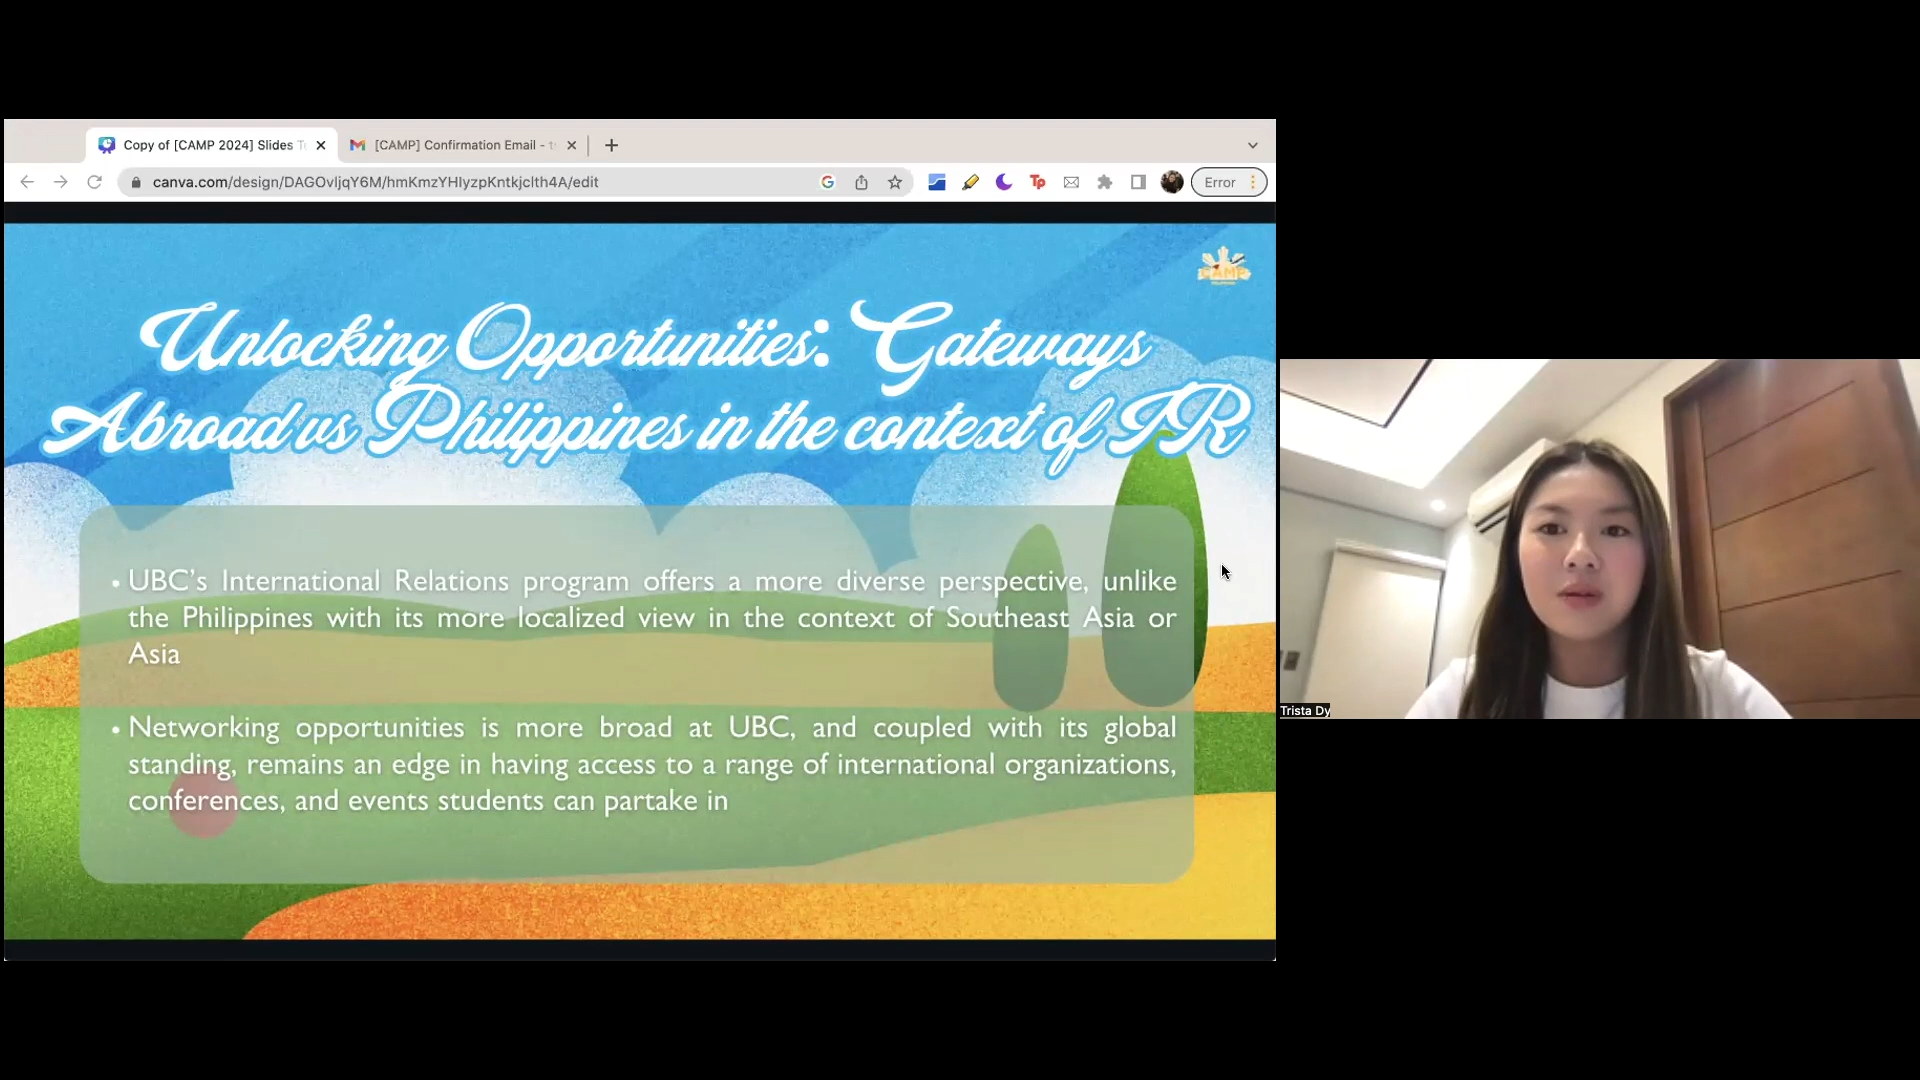 Copy of [CAMP 2024] Slides
[CAMP] Confirmation Email -
canva.com/design/DAGOvljqY6M/hmKmzYHIyzpKntkjclth4A/edit
Tp
Error
CAMP
Unlocking Opportunities: Gateways
Abroad vs Philippines in the context of IR
• UBC’s International Relations program offers a more diverse perspective, unlike
the Philippines with its more localized view in the context of Southeast Asia or
Asia
• Networking opportunities is more broad at UBC, and coupled with its global
standing, remains an edge in having access to a range of international organizations,
conferences, and events students can partake in
Trista Dy